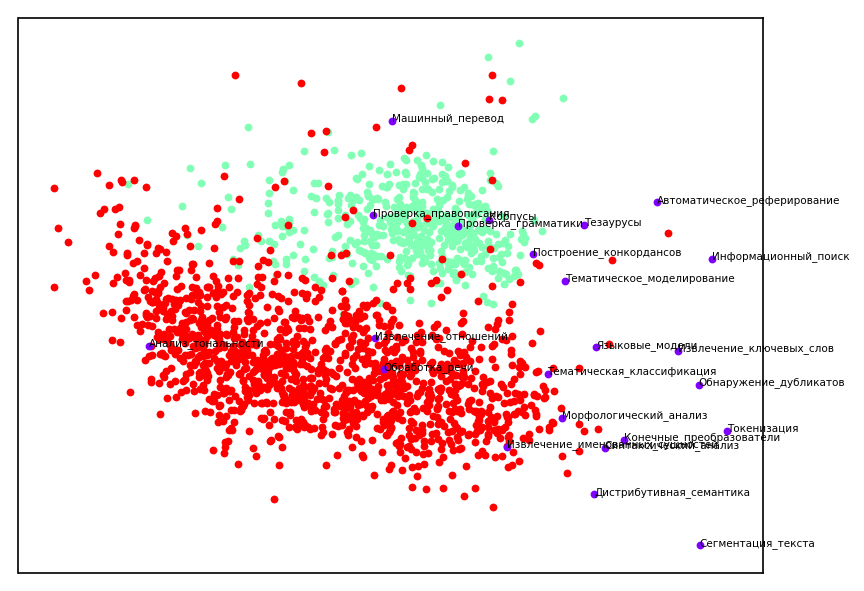 Машинный_перевод
Автоматическое_реферирование
Проверка_правописания
Корпусы
Проверка_грамматики
Тезаурусы
Построение_конкордансов
Информационный_поиск
Тематическое_моделирование
Извлечение_отношений
Анализ_тональности
Языковые_модели
Извлечение_ключевых_слов
Обработка_речи
Тематическая_классификация
Обнаружение_дубликатов
Морфологический_анализ
Токенизация
Конечные_преобразователи
Извлечение_именованных_сущностей
Синтаксический_анализ
Дистрибутивная_семантика
Сегментация_текста